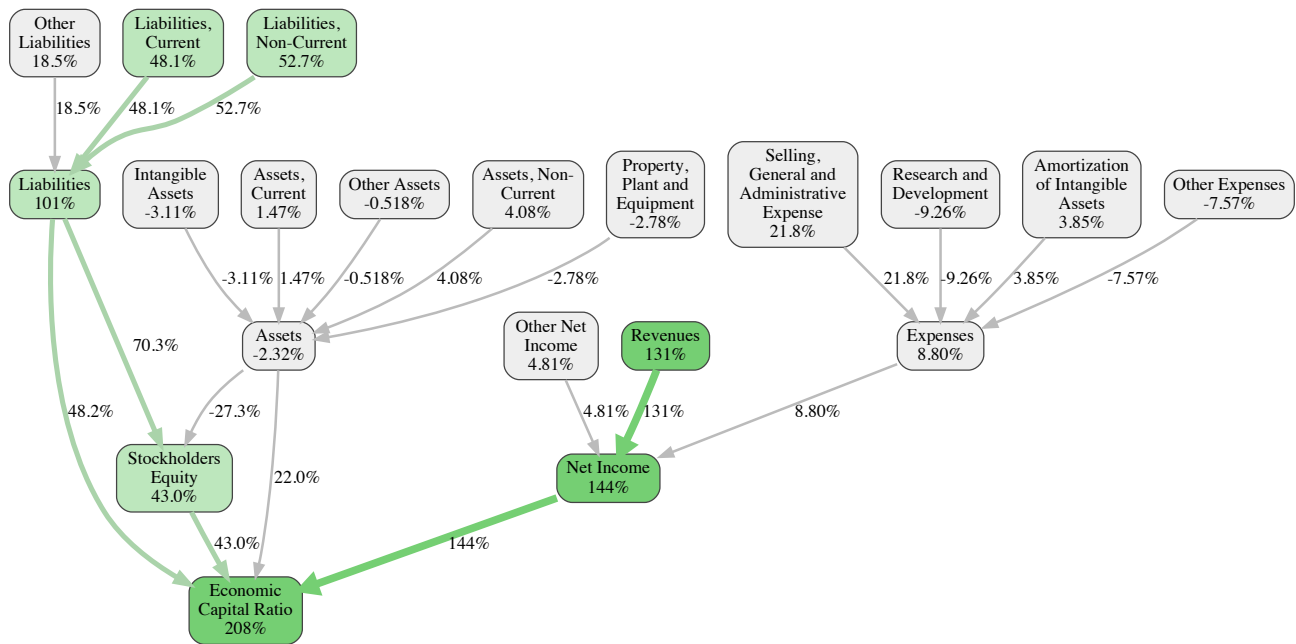 Other
Liabilities
18.5%
Liabilities,
Current
48.1%
Liabilities,
Non-Current
52.7%
18.5%
48.1%
52.7%
Liabilities
101%
Intangible
Assets
-3.11%
Assets,
Current
1.47%
Other Assets
-0.518%
Assets, Non-
Current
4.08%
Property,
Plant and
Equipment
-2.78%
Selling,
General and
Administrative
Expense
21.8%
Research and
Development
-9.26%
Amortization
of Intangible
Assets
3.85%
Other Expenses
-7.57%
-3.11%
1.47%
-0.518%
4.08%
-2.78%
21.8%
-9.26%
3.85%
-7.57%
Assets
-2.32%
Other Net
Income
4.81%
Revenues
131%
Expenses
8.80%
70.3%
48.2%
-27.3%
4.81%
131%
8.80%
Stockholders
Equity
43.0%
22.0%
Net Income
144%
43.0%
144%
Economic
Capital Ratio
208%